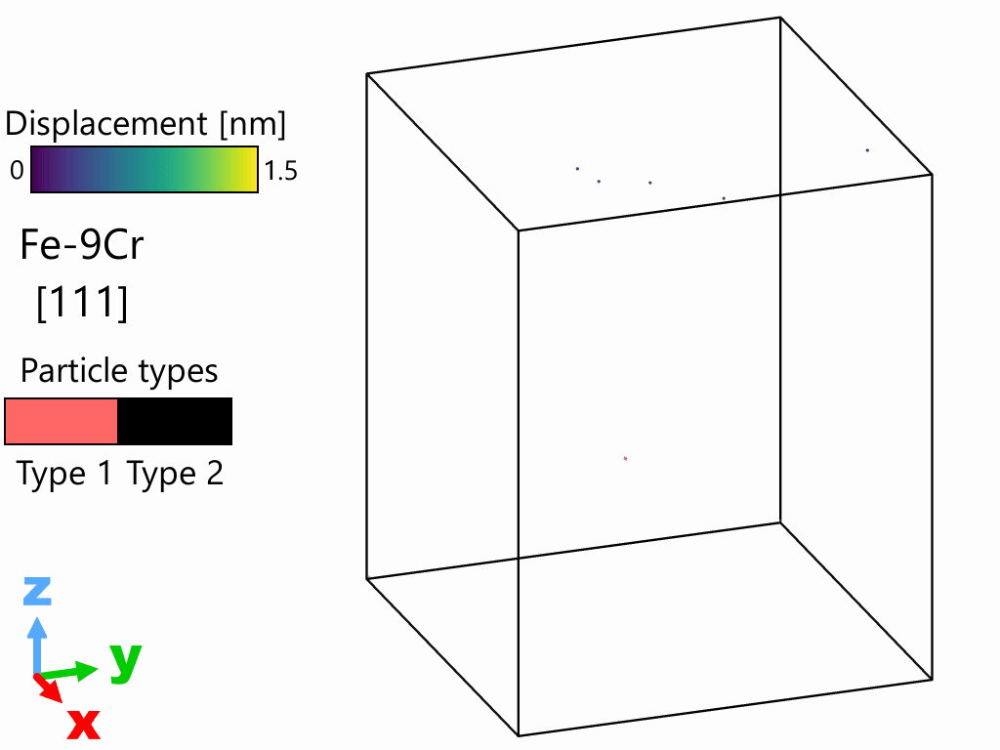 Displacement [nm]
0 1.5
Fe-9Cr
[111]
Particle types
Type 1 Type 2
z
y
x